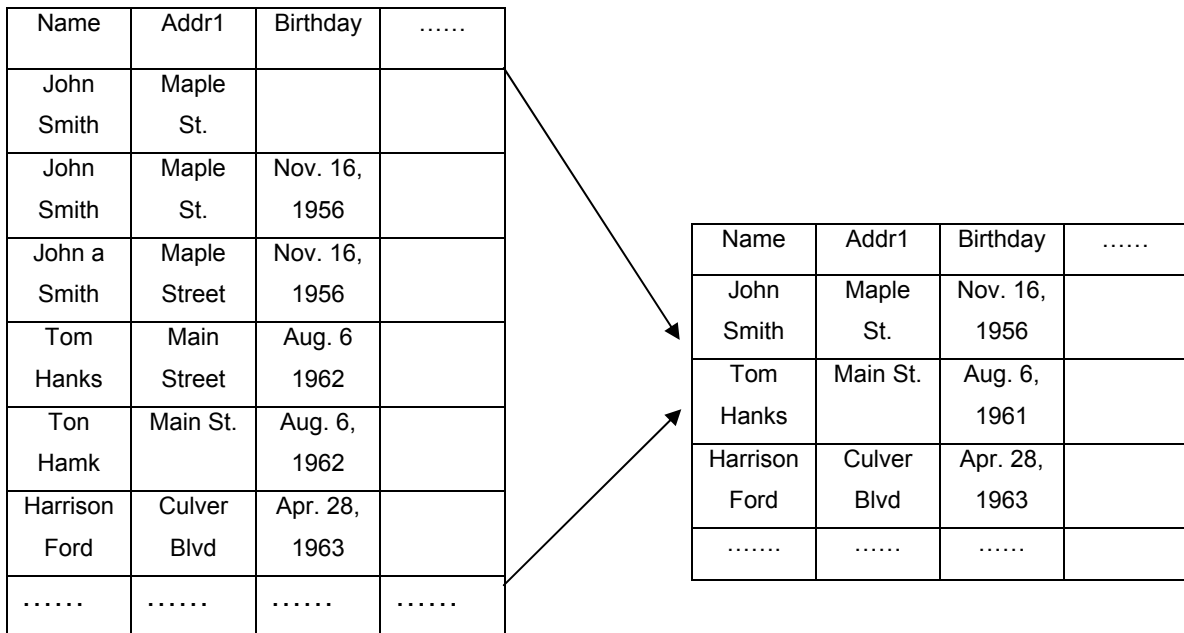 Name Addr1 Birthday ......
John Maple
Smith St.
John Maple Nov. 16,
Smith St. 1956
John a Maple Nov. 16,
Smith Street 1956
Tom Main Aug. 6
Hanks Street 1962
Ton Main St. Aug. 6,
Hamk 1962
Harrison Culver Apr. 28,
Ford Blvd 1963
...... ...... ...... ......
Name Addr1 Birthday ......
John Maple Nov. 16,
Smith St. 1956
Tom Main St. Aug. 6,
Hanks 1961
Harrison Culver Apr. 28,
Ford Blvd 1963
....... ...... ......